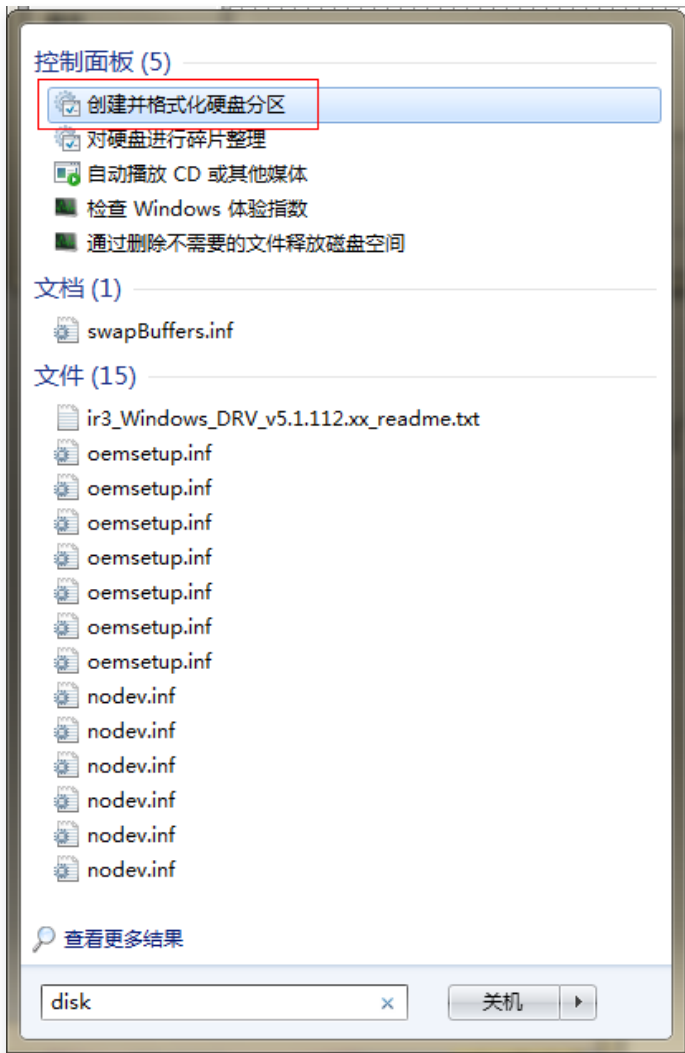 控制面板 (5)
创建并格式化硬盘分区
对硬盘进行碎片整理
自动播放 CD 或其他媒体
检查 Windows 体验指数
通过删除不需要的文件释放磁盘空间
文档 (1)
swapBuffers.inf
文件 (15)
ir3_Windows_DRV_v5.1.112.xx_readme.txt
oemsetup.inf
oemsetup.inf
oemsetup.inf
oemsetup.inf
oemsetup.inf
oemsetup.inf
oemsetup.inf
nodev.inf
nodev.inf
nodev.inf
nodev.inf
nodev.inf
nodev.inf
查看更多结果
disk
关机